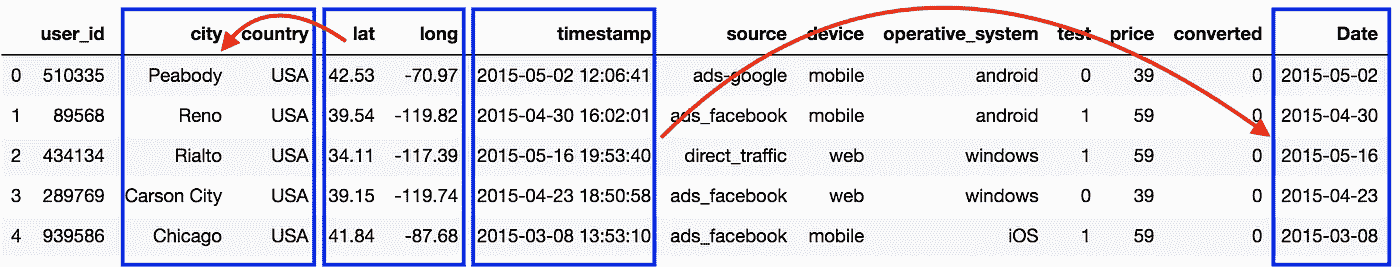 user_id city country lat long timestamp source device operative_system test price converted Date
0 510335 Peabody USA 42.53 -70.97 2015-05-02 12:06:41 ads-google mobile android 0 39 0 2015-05-02
1 89568 Reno USA 39.54 -119.82 2015-04-30 16:02:01 ads_facebook mobile android 1 59 0 2015-04-30
2 434134 Rialto USA 34.11 -117.39 2015-05-16 19:53:40 direct_traffic web windows 1 59 0 2015-05-16
3 289769 Carson City USA 39.15 -119.74 2015-04-23 18:50:58 ads_facebook web windows 0 39 0 2015-04-23
4 939586 Chicago USA 41.84 -87.68 2015-03-08 13:53:10 ads_facebook mobile iOS 1 59 0 2015-03-08